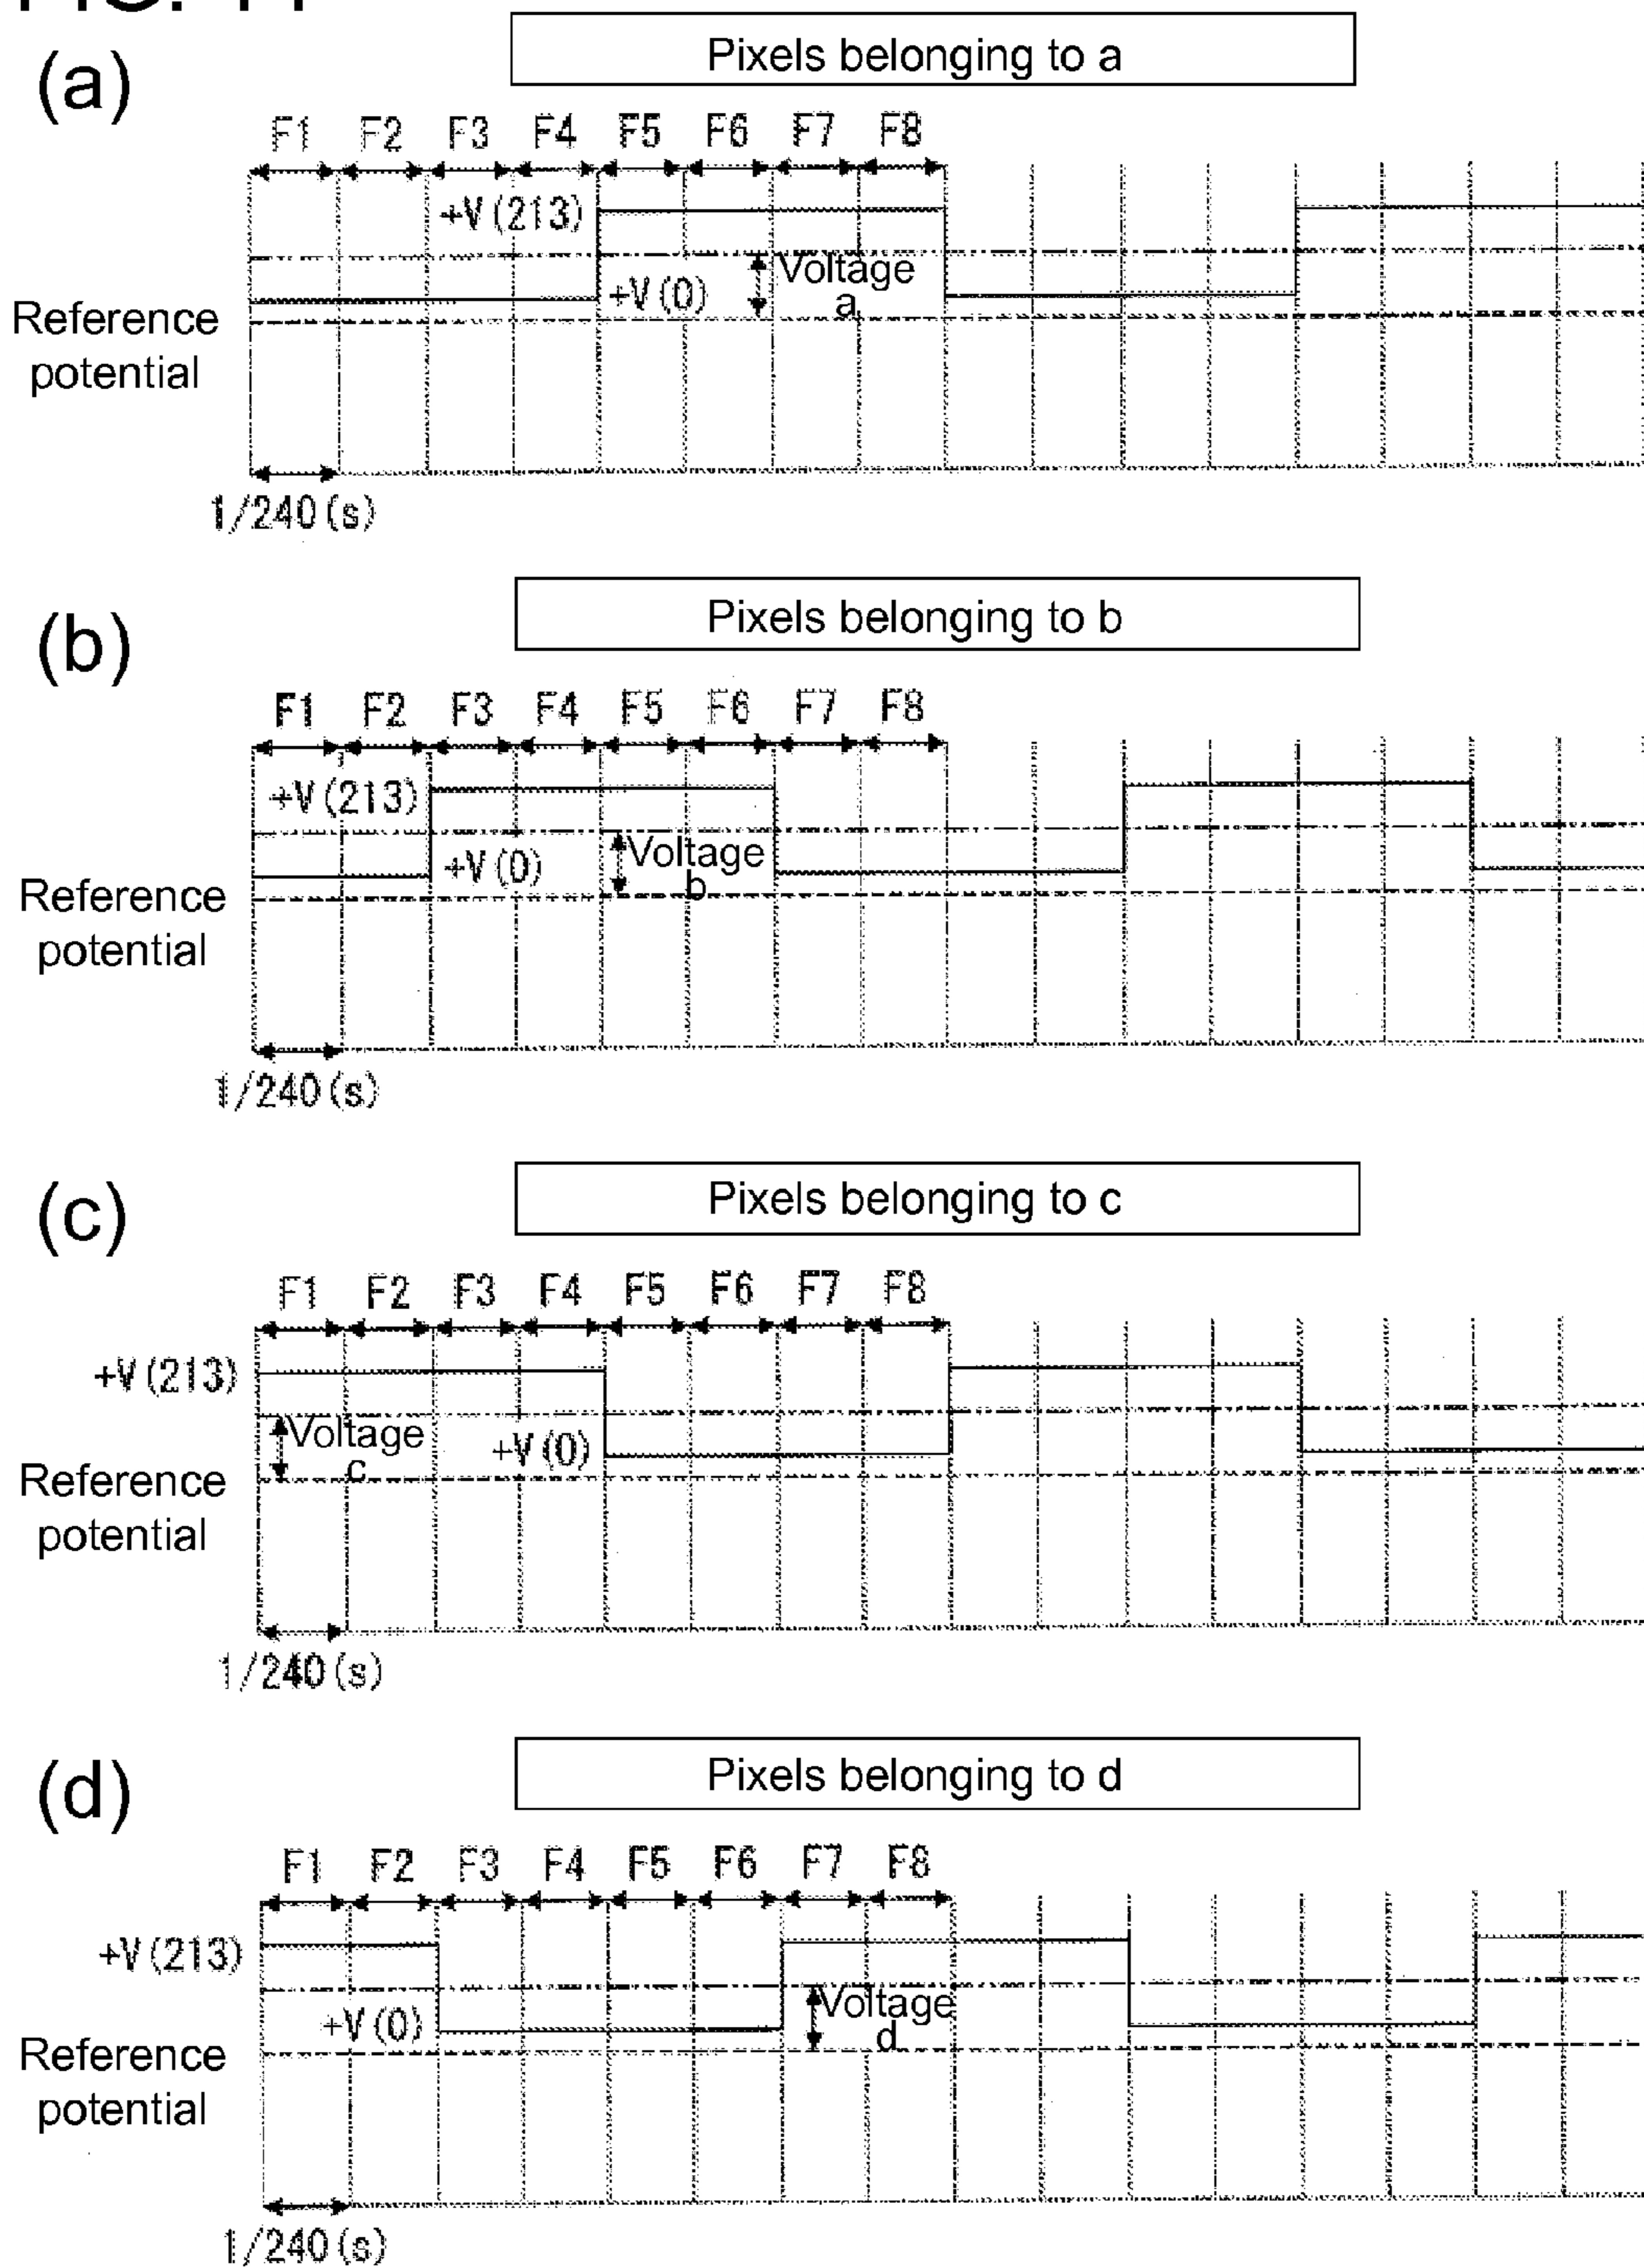 (a)
Pixels belonging to a
F1 F2 F3 F4 F5 F6 F7 F8
+V(213)
+V(0)
Voltage
a
Reference
potential
1/240(s)
(b)
Pixels belonging to b
F1 F2 F3 F4 F5 F6 F7 F8
+V(213)
+V(0)
Voltage
b
Reference
potential
1/240(s)
(c)
Pixels belonging to c
F1 F2 F3 F4 F5 F6 F7 F8
+V(213)
Voltage
c
+V(0)
Reference
potential
1/240(s)
(d)
Pixels belonging to d
F1 F2 F3 F4 F5 F6 F7 F8
+V(213)
+V(0)
Voltage
d
Reference
potential
1/240(s)